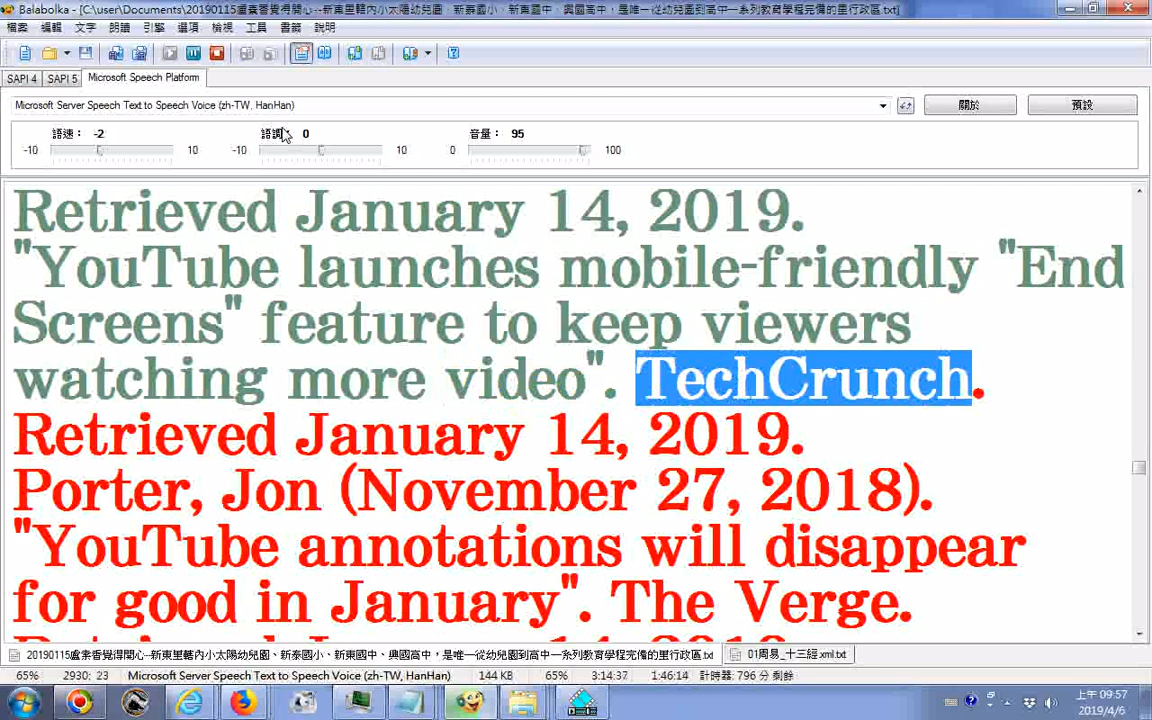 Balabolka - [C:\user\Documents\20190115盧素香覺得開心--新東里轄內小太陽幼兒園、新泰國小、新東國中、興國高中，是唯一從幼兒園到高中一系列教育學程完備的里行政區.txt]
檔案 編輯 文字 朗讀 引擎 選項 檢視 工具 書籤 說明
SAPI 4 SAPI 5 Microsoft Speech Platform
Microsoft Server Speech Text to Speech Voice (zh-TW, HanHan) 關於 預設
語速： -2 語調： 0 音量： 95
-10 10 -10 10 0 100
Retrieved January 14, 2019.
"YouTube launches mobile-friendly "End
Screens" feature to keep viewers
watching more video". TechCrunch.
Retrieved January 14, 2019.
Porter, Jon (November 27, 2018).
"YouTube annotations will disappear
for good in January". The Verge.
Retrieved January 14, 2019.
20190115盧素香覺得開心--新東里轄內小太陽幼兒園、新泰國小、新東國中、興國高中，是唯一從幼兒園到高中一系列教育學程完備的里行政區.txt 01周易_十三經.xml.txt
65% 2930: 23 Microsoft Server Speech Text to Speech Voice (zh-TW, HanHan) 144 KB 65% 3:14:37 1:46:14 計時器: 796 分 剩餘
上午 09:57
2019/4/6